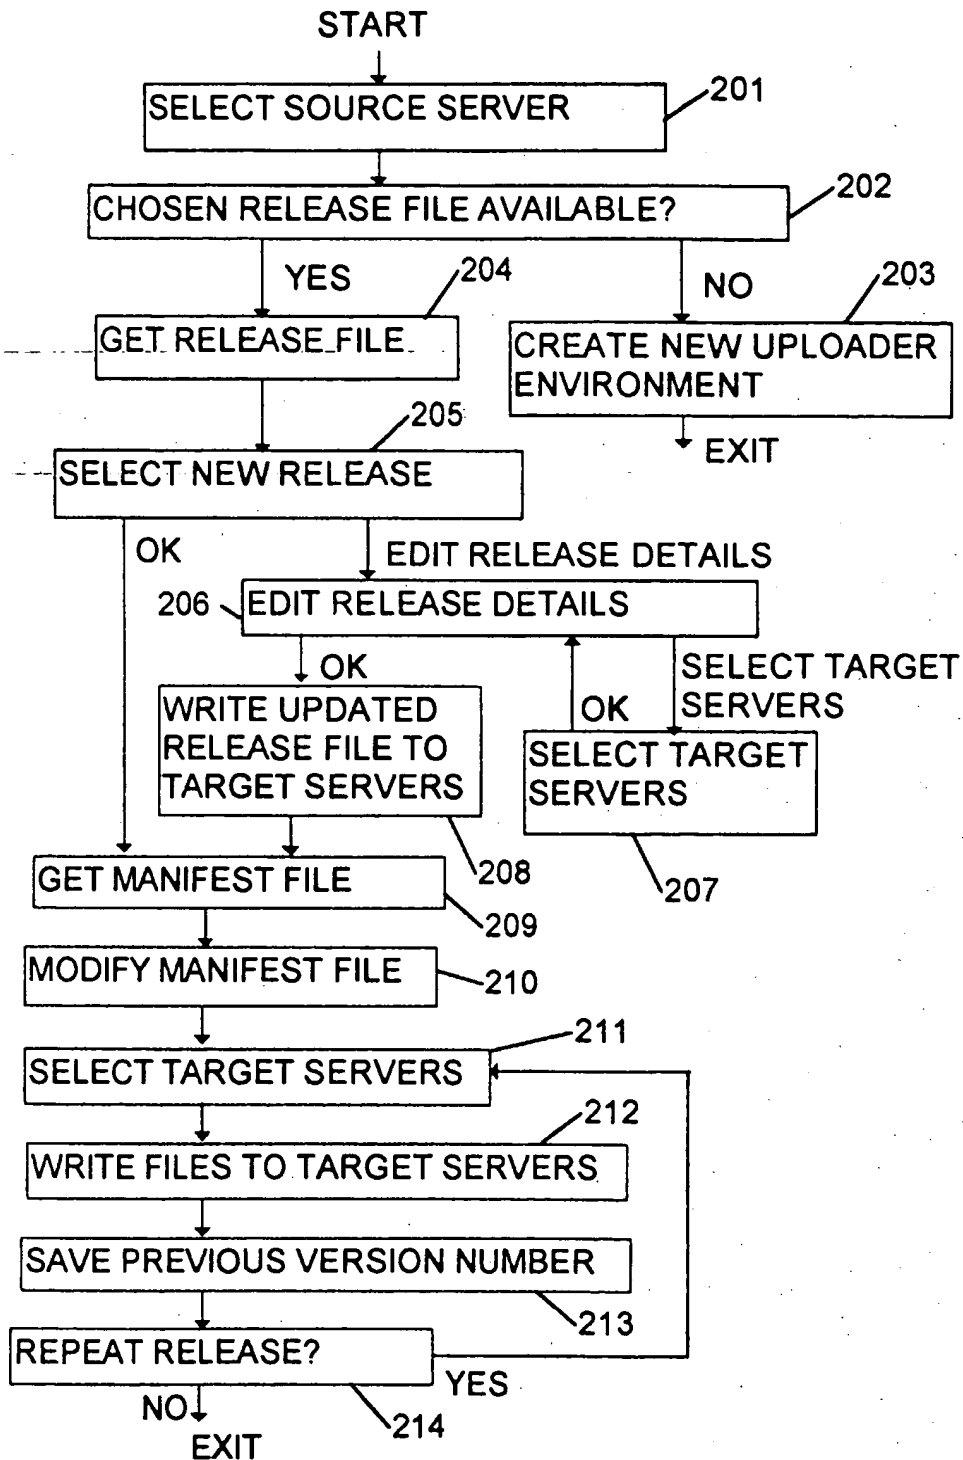 START
SELECT SOURCE SERVER
201
CHOSEN RELEASE FILE AVAILABLE?
202
YES
204
NO
203
GET RELEASE FILE
CREATE NEW UPLOADER
ENVIRONMENT
205
EXIT
SELECT NEW RELEASE
OK
EDIT RELEASE DETAILS
206
EDIT RELEASE DETAILS
OK
SELECT TARGET
SERVERS
OK
WRITE UPDATED
RELEASE FILE TO
TARGET SERVERS
SELECT TARGET
SERVERS
208
207
GET MANIFEST FILE
209
MODIFY MANIFEST FILE
210
211
SELECT TARGET SERVERS
212
WRITE FILES TO TARGET SERVERS
SAVE PREVIOUS VERSION NUMBER
213
REPEAT RELEASE?
YES
NO
214
EXIT